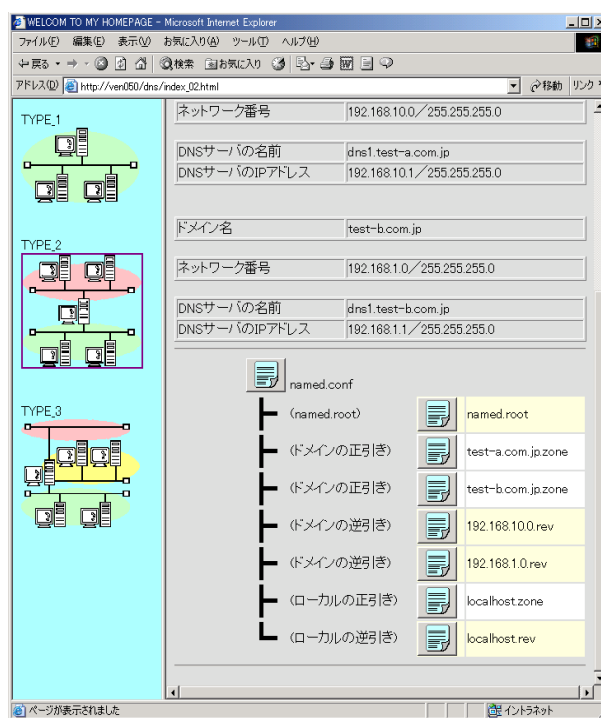 WELCOM TO MY HOMEPAGE - Microsoft Internet Explorer
ファイル(F) 編集(E) 表示(V) お気に入り(A) ツール(T) ヘルプ(H)
戻る 検索 お気に入り
アドレス(D) http://ven050/dns/index_02.html 移動 リンク
TYPE_1
ネットワーク番号 192.168.10.0／255.255.255.0
DNSサーバの名前 dns1.test-a.com.jp
DNSサーバのIPアドレス 192.168.10.1／255.255.255.0
ドメイン名 test-b.com.jp
TYPE_2
ネットワーク番号 192.168.1.0／255.255.255.0
DNSサーバの名前 dns1.test-b.com.jp
DNSサーバのIPアドレス 192.168.1.1／255.255.255.0
named.conf
TYPE_3
(named.root) named.root
(ドメインの正引き) test-a.com.jp.zone
(ドメインの正引き) test-b.com.jp.zone
(ドメインの逆引き) 192.168.10.0.rev
(ドメインの逆引き) 192.168.1.0.rev
(ローカルの正引き) localhost.zone
(ローカルの逆引き) localhost.rev
ページが表示されました イントラネット